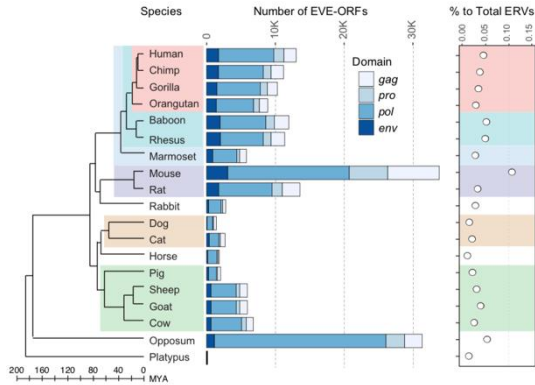 Species Number of EVE-ORFs % to Total ERVs
0 10K 20K 30K 0.00 0.05 0.10 0.15
Human
Chimp
Gorilla
Orangutan
Baboon
Rhesus
Marmoset
Mouse
Rat
Rabbit
Dog
Cat
Horse
Pig
Sheep
Goat
Cow
Opposum
Platypus
Domain
gag
pro
pol
env
200 160 120 80 40 0
MYA